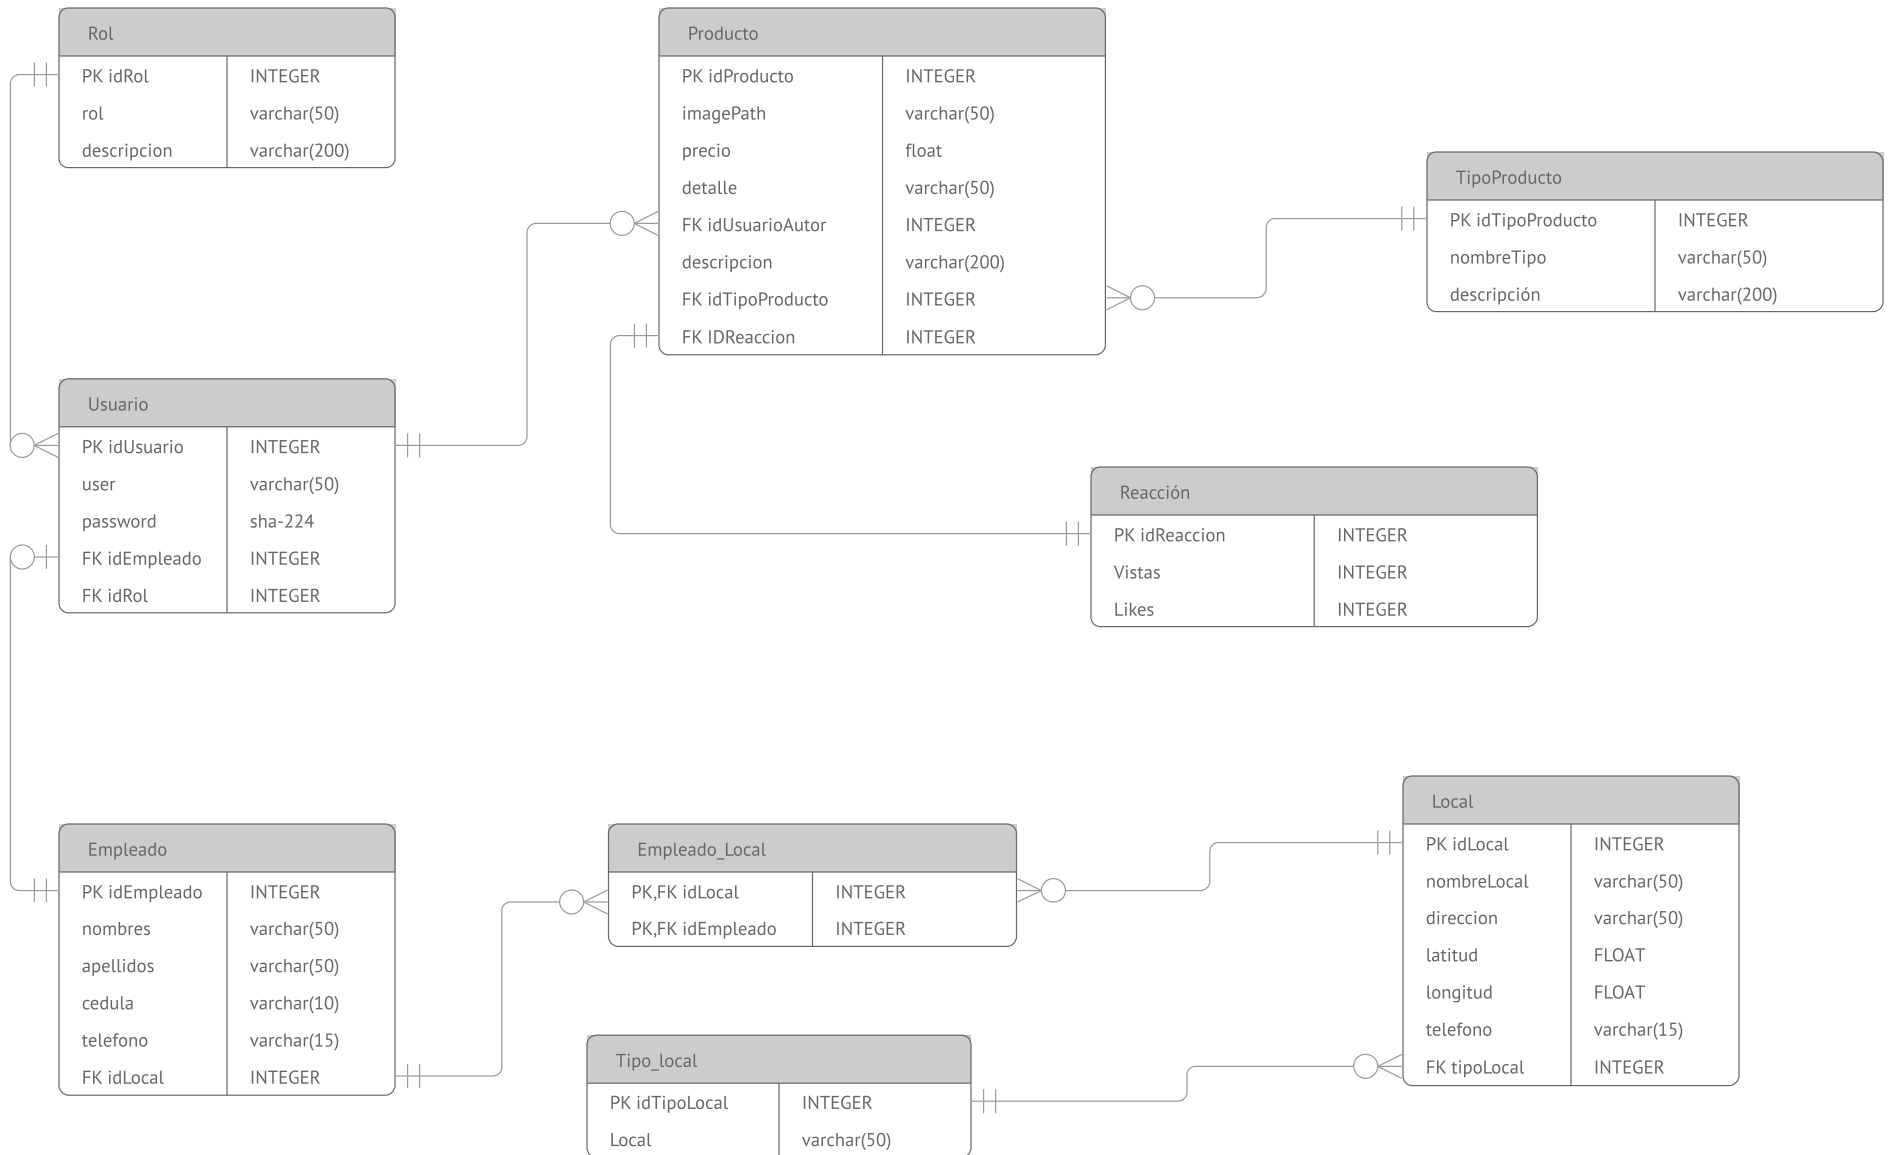 Rol
PK idRol INTEGER
rol varchar(50)
descripcion varchar(200)
Producto
PK idProducto INTEGER
imagePath varchar(50)
precio float
detalle varchar(50)
FK idUsuarioAutor INTEGER
descripcion varchar(200)
FK idTipoProducto INTEGER
FK IDReaccion INTEGER
TipoProducto
PK idTipoProducto INTEGER
nombreTipo varchar(50)
descripción varchar(200)
Usuario
PK idUsuario INTEGER
user varchar(50)
password sha-224
FK idEmpleado INTEGER
FK idRol INTEGER
Reacción
PK idReaccion INTEGER
Vistas INTEGER
Likes INTEGER
Empleado
PK idEmpleado INTEGER
nombres varchar(50)
apellidos varchar(50)
cedula varchar(10)
telefono varchar(15)
FK idLocal INTEGER
Empleado_Local
PK,FK idLocal INTEGER
PK,FK idEmpleado INTEGER
Local
PK idLocal INTEGER
nombreLocal varchar(50)
direccion varchar(50)
latitud FLOAT
longitud FLOAT
telefono varchar(15)
FK tipoLocal INTEGER
Tipo_local
PK idTipoLocal INTEGER
Local varchar(50)